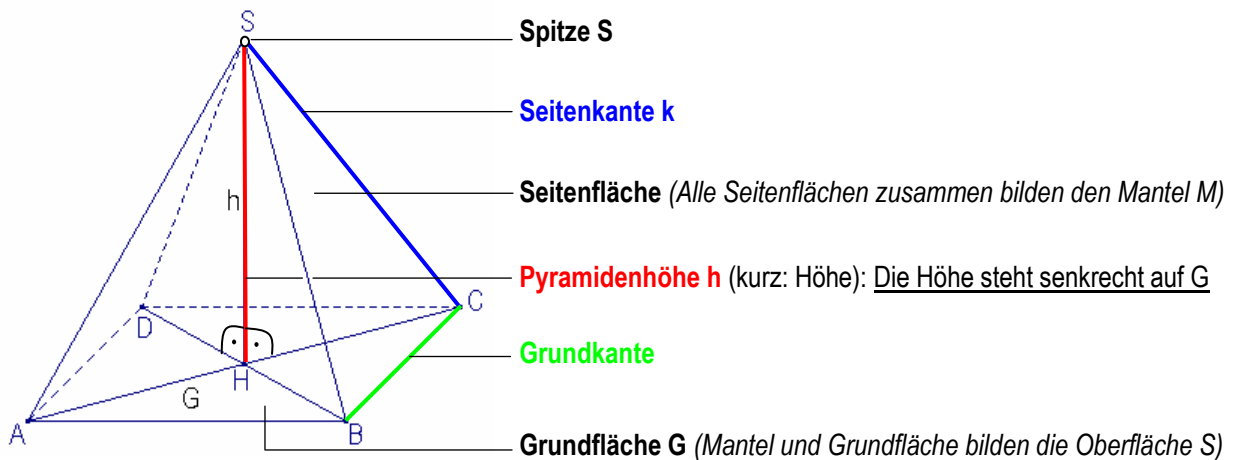 S
Spitze S
Seitenkante k
h
Seitenfläche (Alle Seitenflächen zusammen bilden den Mantel M)
Pyramidenhöhe h (kurz: Höhe): Die Höhe steht senkrecht auf G
D
C
Grundkante
H
G
A
B
Grundfläche G (Mantel und Grundfläche bilden die Oberfläche S)